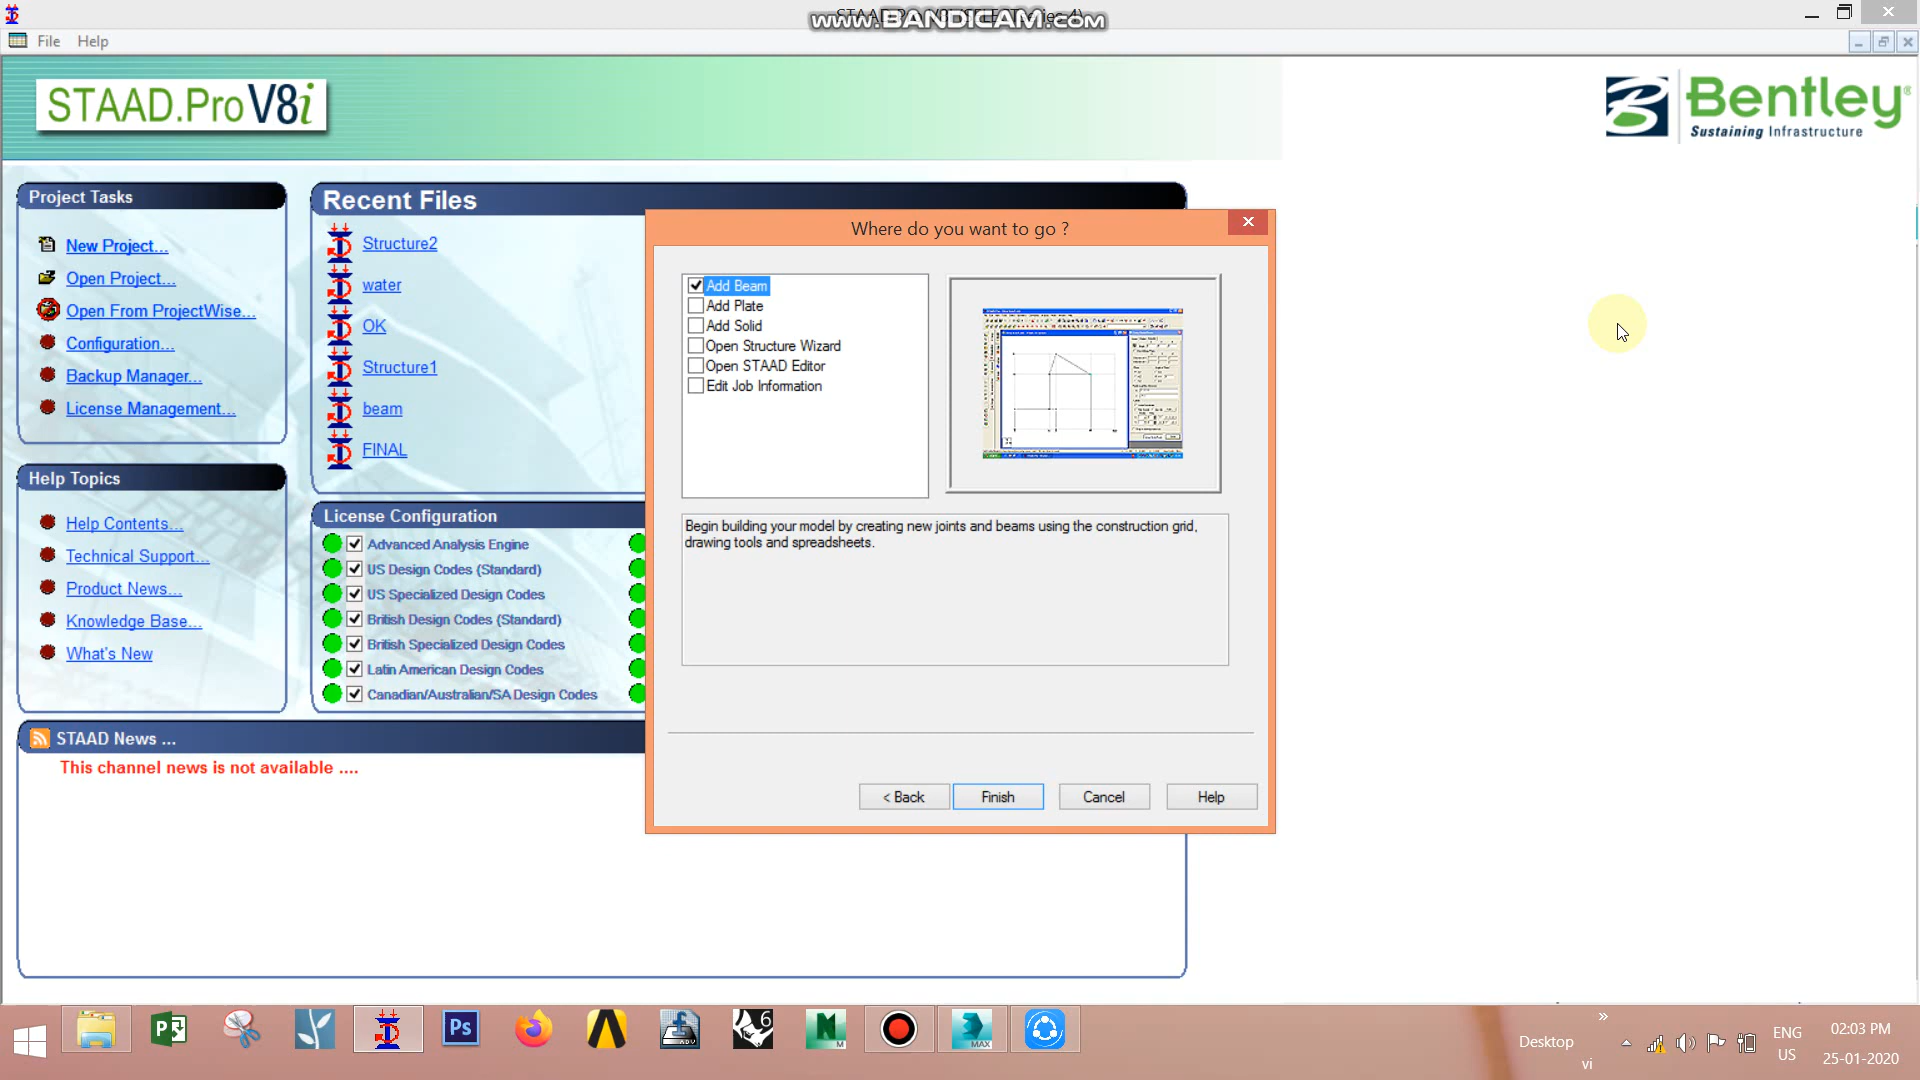 www.BANDICAM.com
File Help
STAAD.Pro V8i
Bentley®
Sustaining Infrastructure
Project Tasks
New Project...
Open Project...
Open From ProjectWise...
Configuration...
Backup Manager...
License Management...
Recent Files
Structure2
water
OK
Structure1
beam
FINAL
Where do you want to go ?
Add Beam
Add Plate
Add Solid
Open Structure Wizard
Open STAAD Editor
Edit Job Information
Begin building your model by creating new joints and beams using the construction grid,
drawing tools and spreadsheets.
< Back Finish Cancel Help
Help Topics
Help Contents...
Technical Support...
Product News...
Knowledge Base...
What's New
License Configuration
Advanced Analysis Engine
US Design Codes (Standard)
US Specialized Design Codes
British Design Codes (Standard)
British Specialized Design Codes
Latin American Design Codes
Canadian/Australian/SA Design Codes
STAAD News ...
This channel news is not available ....
Ps
6
M
MAX
Desktop
»
vi
ENG
US
02:03 PM
25-01-2020